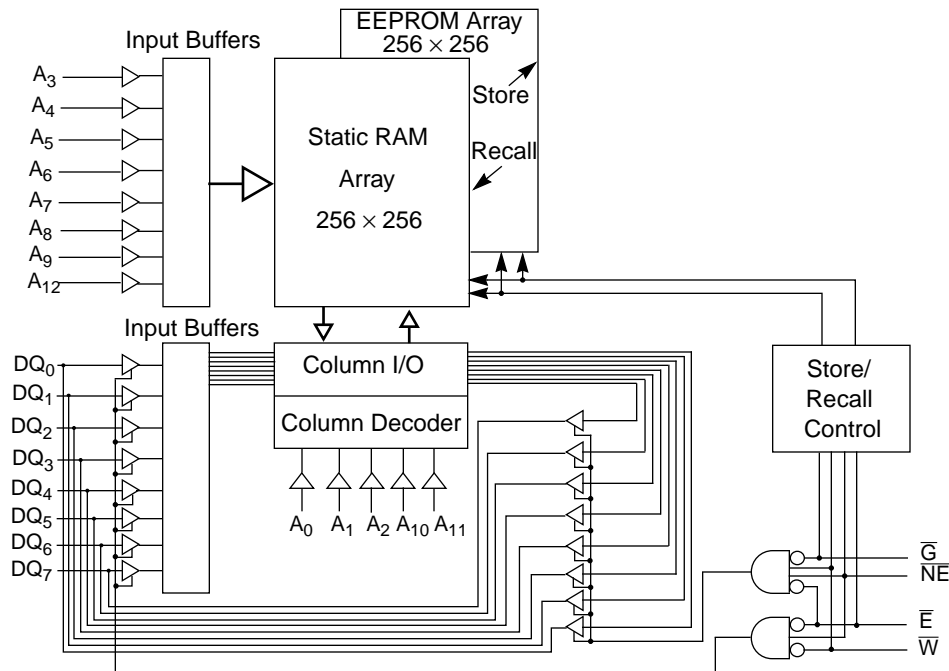 EEPROM Array
256 × 256
Input Buffers
A3
A4
A5
A6
A7
A8
A9
A12
Static RAM
Array
256 × 256
Store
Recall
Input Buffers
DQ0
DQ1
DQ2
DQ3
DQ4
DQ5
DQ6
DQ7
Column I/O
Column Decoder
A0 A1 A2 A10 A11
Store/
Recall
Control
G̅
N̅E̅
E̅
W̅